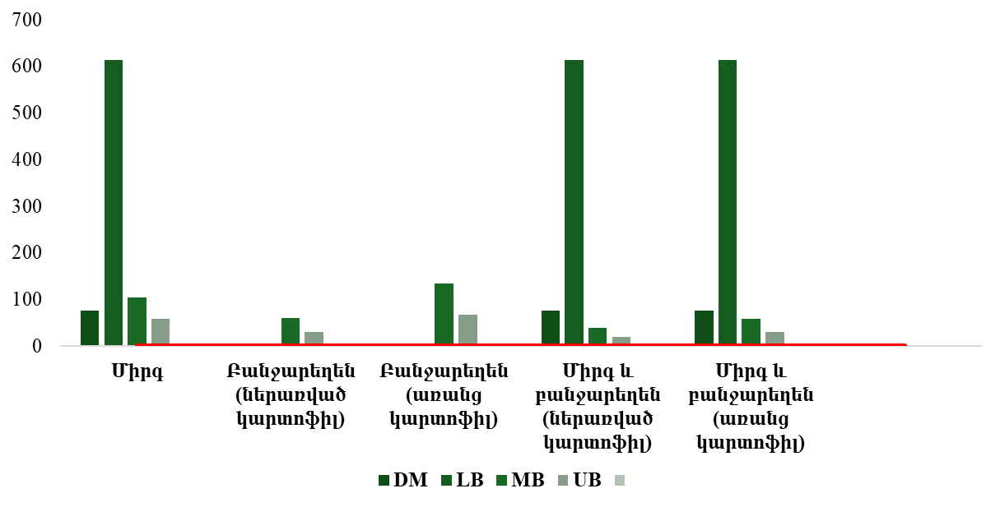 700
600
500
400
300
200
100
0
Միրգ
Բանջարեղեն
(ներառված
կարտոֆիլ)
Բանջարեղեն
(առանց
կարտոֆիլ)
Միրգ և
բանջարեղեն
(ներառված
կարտոֆիլ)
Միրգ և
բանջարեղեն
(առանց
կարտոֆիլ)
DM LB MB UB